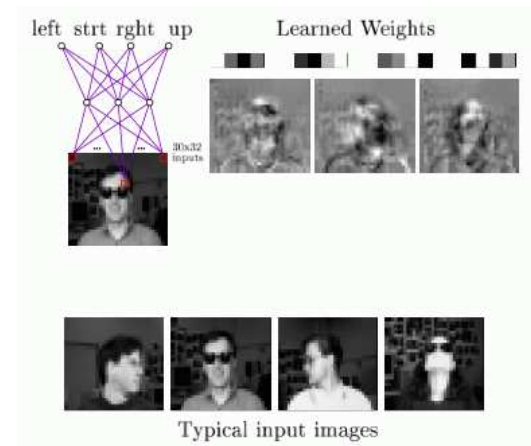 left strt rght up
Learned Weights
... ...
30x32
inputs
Typical input images